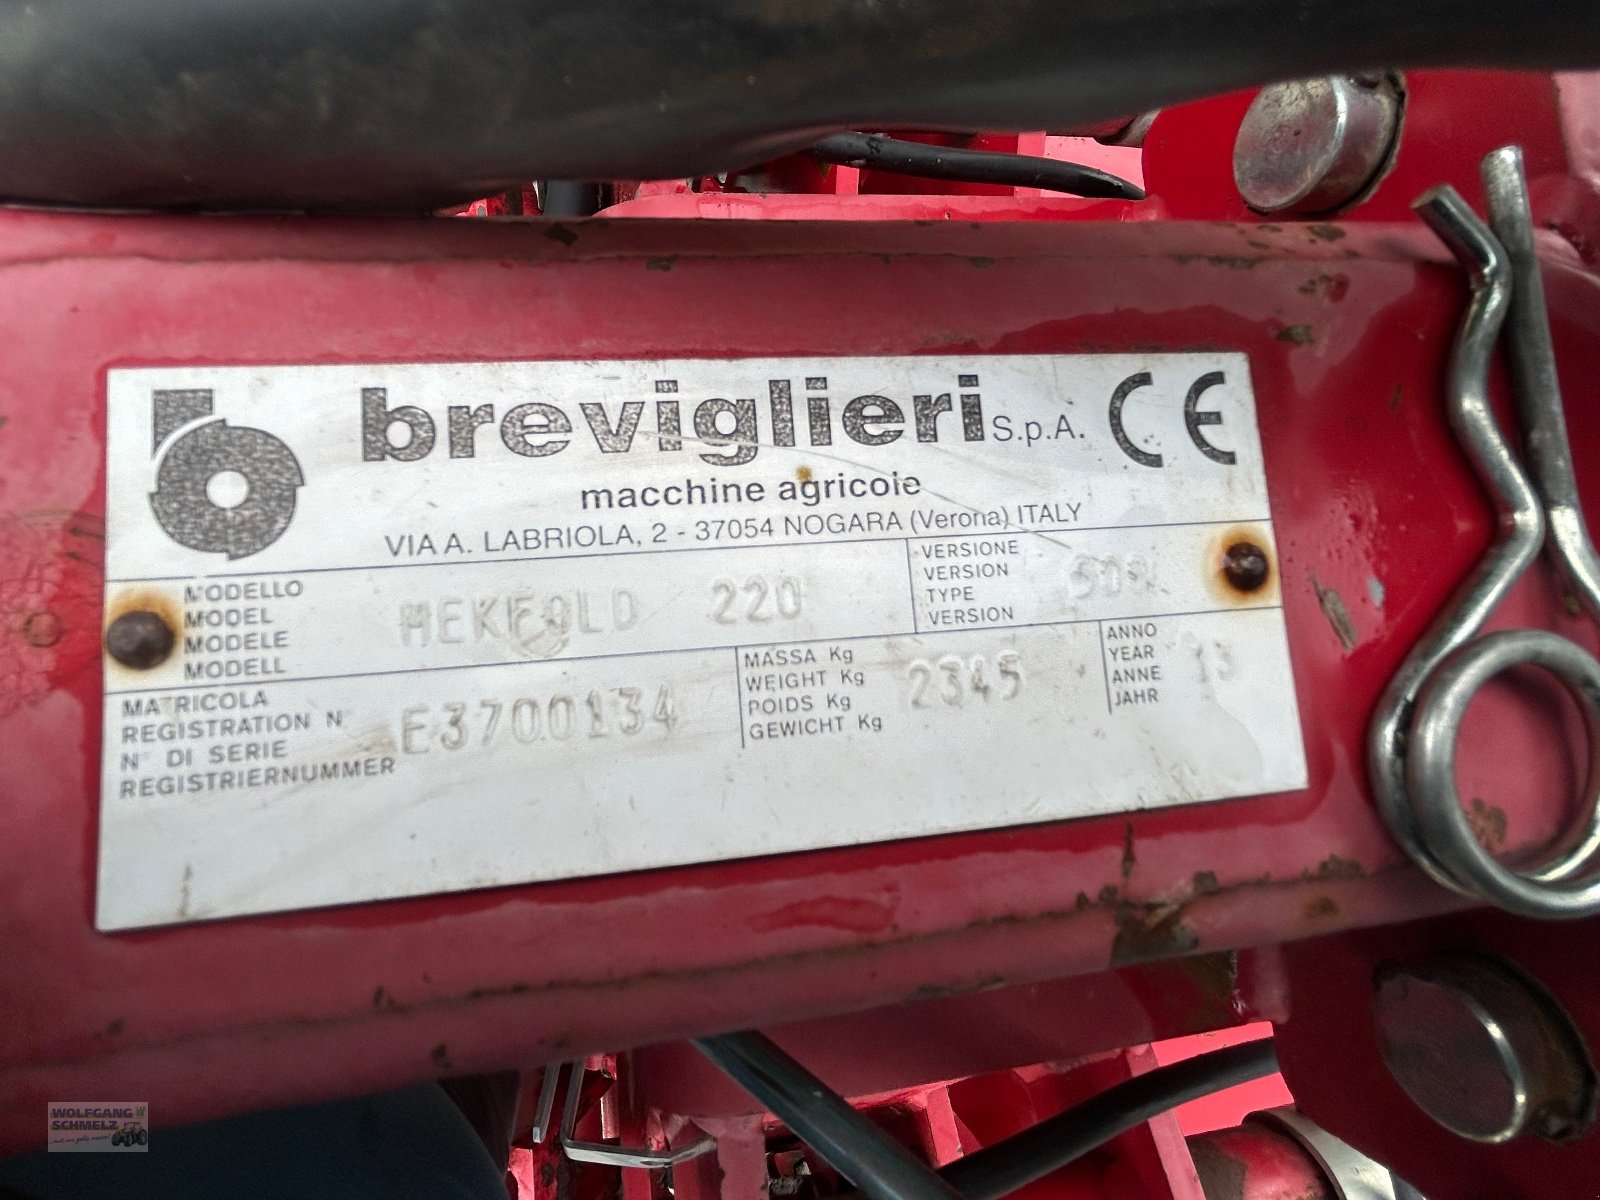 breviglieri S.p.A. CE
macchine agricole
VIA A. LABRIOLA, 2 - 37054 NOGARA (Verona) ITALY
MODELLO
MODEL
MODELE
MODELL
MEKFOLD 220
VERSIONE
VERSION
TYPE
VERSION
MATRICOLA
REGISTRATION N°
N° DI SERIE
REGISTRIERNUMMER
E3700134
MASSA Kg
WEIGHT Kg
POIDS Kg
GEWICHT Kg
2345
ANNO
YEAR
ANNE
JAHR
13
WOLFGANG
SCHMELZ